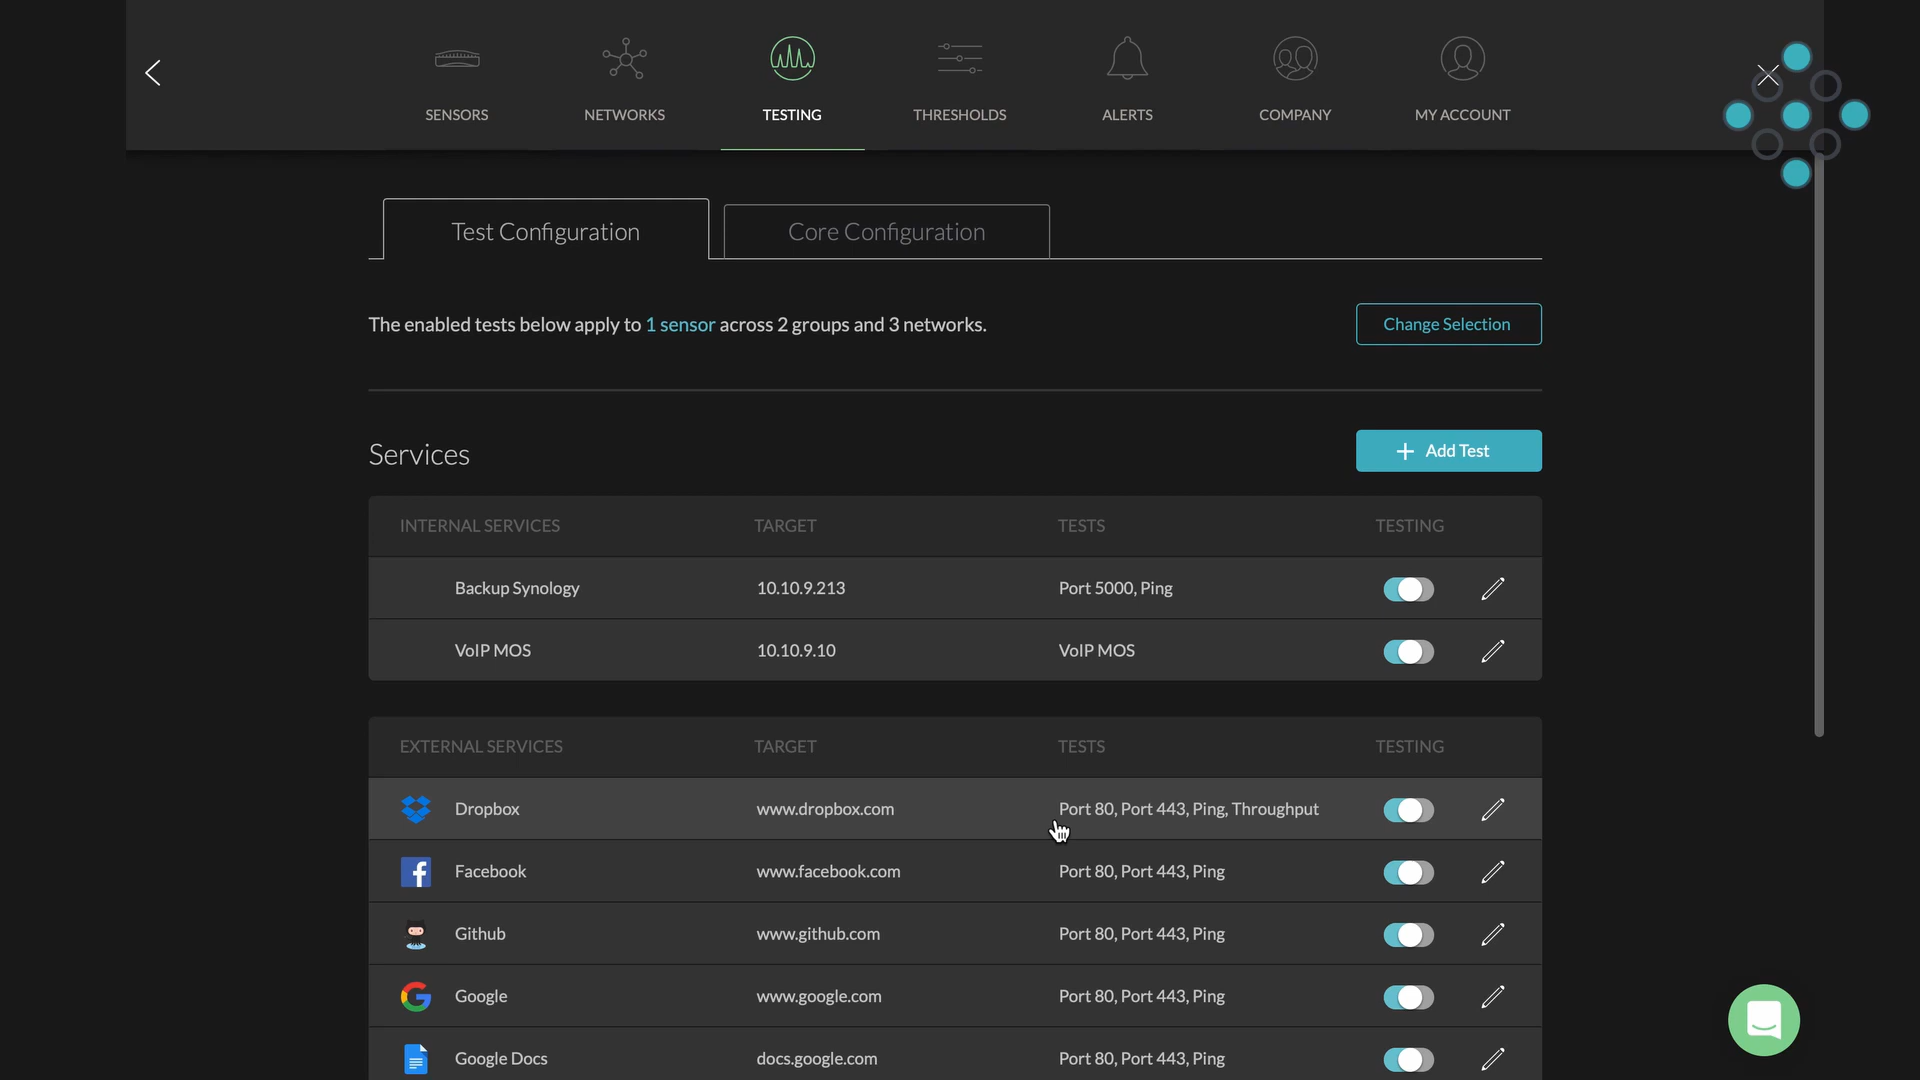 SENSORS NETWORKS TESTING THRESHOLDS ALERTS COMPANY MY ACCOUNT
Test Configuration Core Configuration
The enabled tests below apply to 1 sensor across 2 groups and 3 networks. Change Selection
Services Add Test
INTERNAL SERVICES TARGET TESTS TESTING
Backup Synology 10.10.9.213 Port 5000, Ping
VoIP MOS 10.10.9.10 VoIP MOS
EXTERNAL SERVICES TARGET TESTS TESTING
Dropbox www.dropbox.com Port 80, Port 443, Ping, Throughput
Facebook www.facebook.com Port 80, Port 443, Ping
Github www.github.com Port 80, Port 443, Ping
Google www.google.com Port 80, Port 443, Ping
Google Docs docs.google.com Port 80, Port 443, Ping